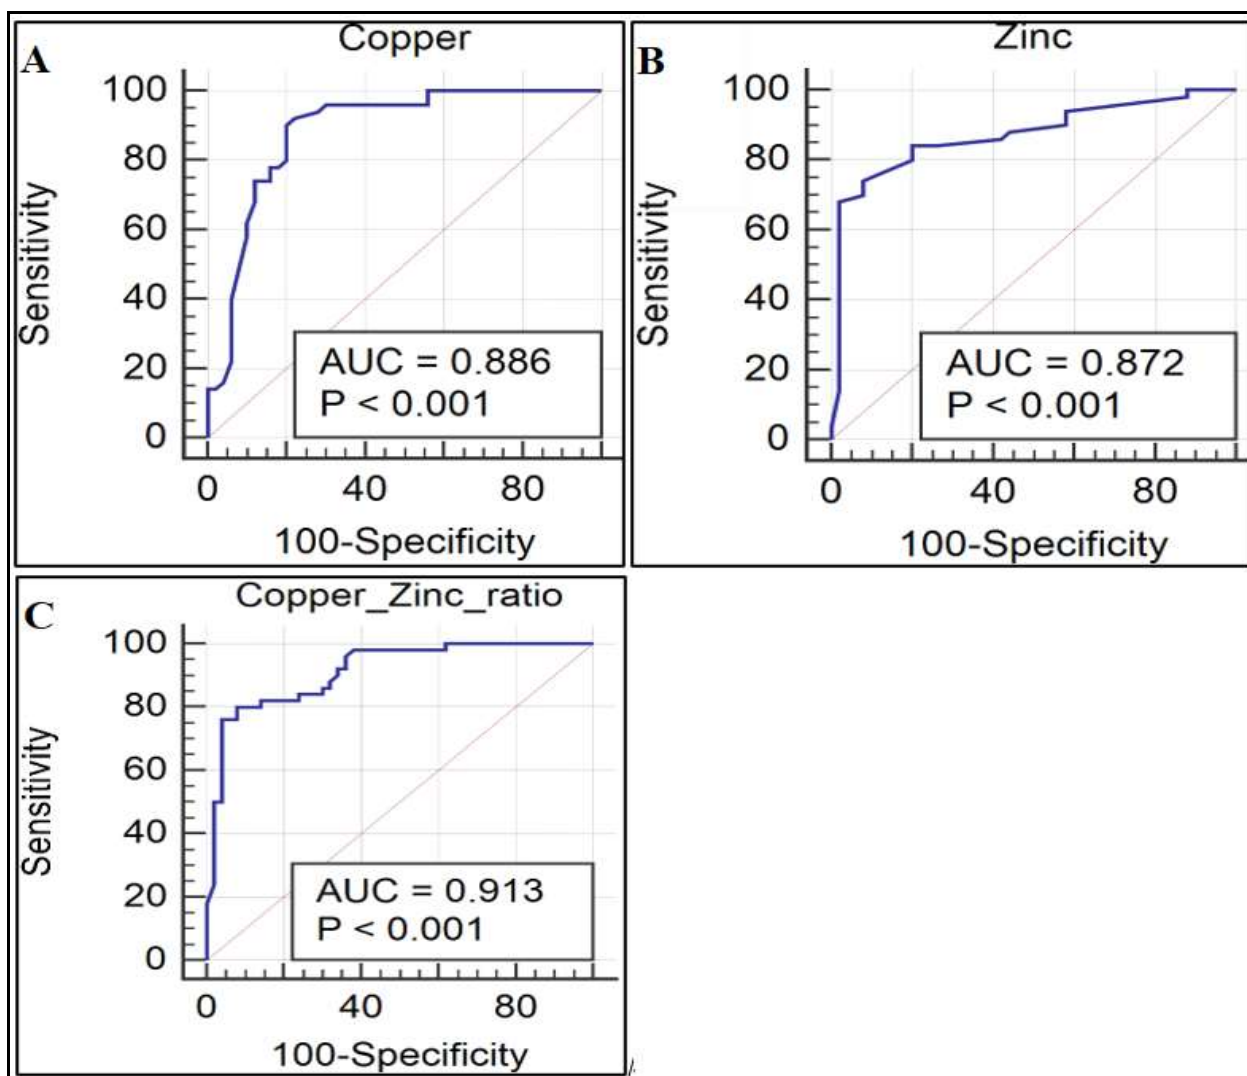 A
Copper
100
80
60
40
20
0
Sensitivity
AUC = 0.886
P < 0.001
0 40 80
100-Specificity
B
Zinc
100
80
60
40
20
0
Sensitivity
AUC = 0.872
P < 0.001
0 40 80
100-Specificity
C
Copper_Zinc_ratio
100
80
60
40
20
0
Sensitivity
AUC = 0.913
P < 0.001
0 40 80
100-Specificity